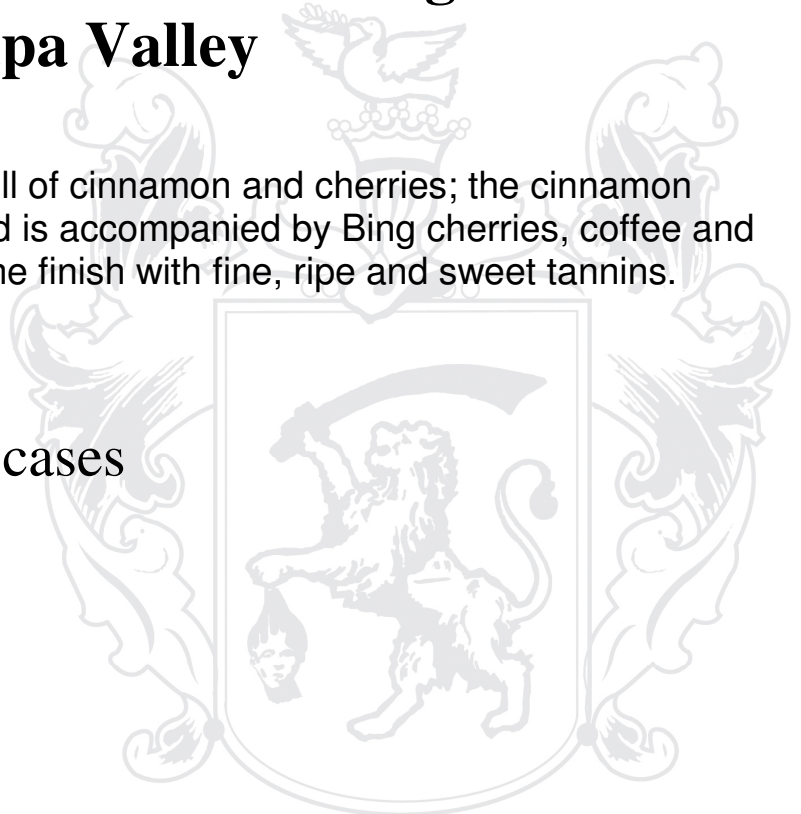 pa Valley
ll of cinnamon and cherries; the cinnamon
d is accompanied by Bing cherries, coffee and
he finish with fine, ripe and sweet tannins.
cases